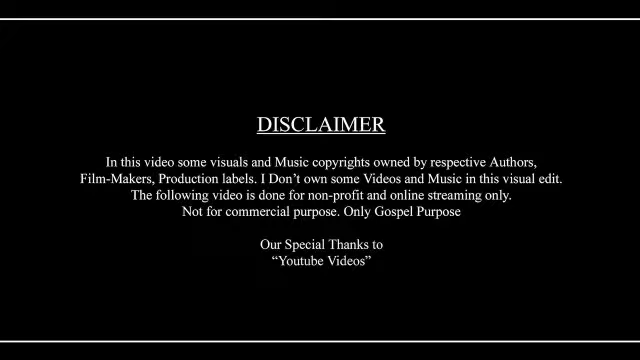 DISCLAIMER
In this video some visuals and Music copyrights owned by respective Authors,
Film-Makers, Production labels. I Don't own some Videos and Music in this visual edit.
The following video is done for non-profit and online streaming only.
Not for commercial purpose. Only Gospel Purpose
Our Special Thanks to
“Youtube Videos”